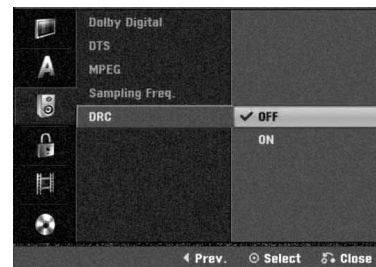 Dolby Digital
DTS
A
MPEG
Sampling Freq.
DRC
✓ OFF
ON
Prev.
Select
Close